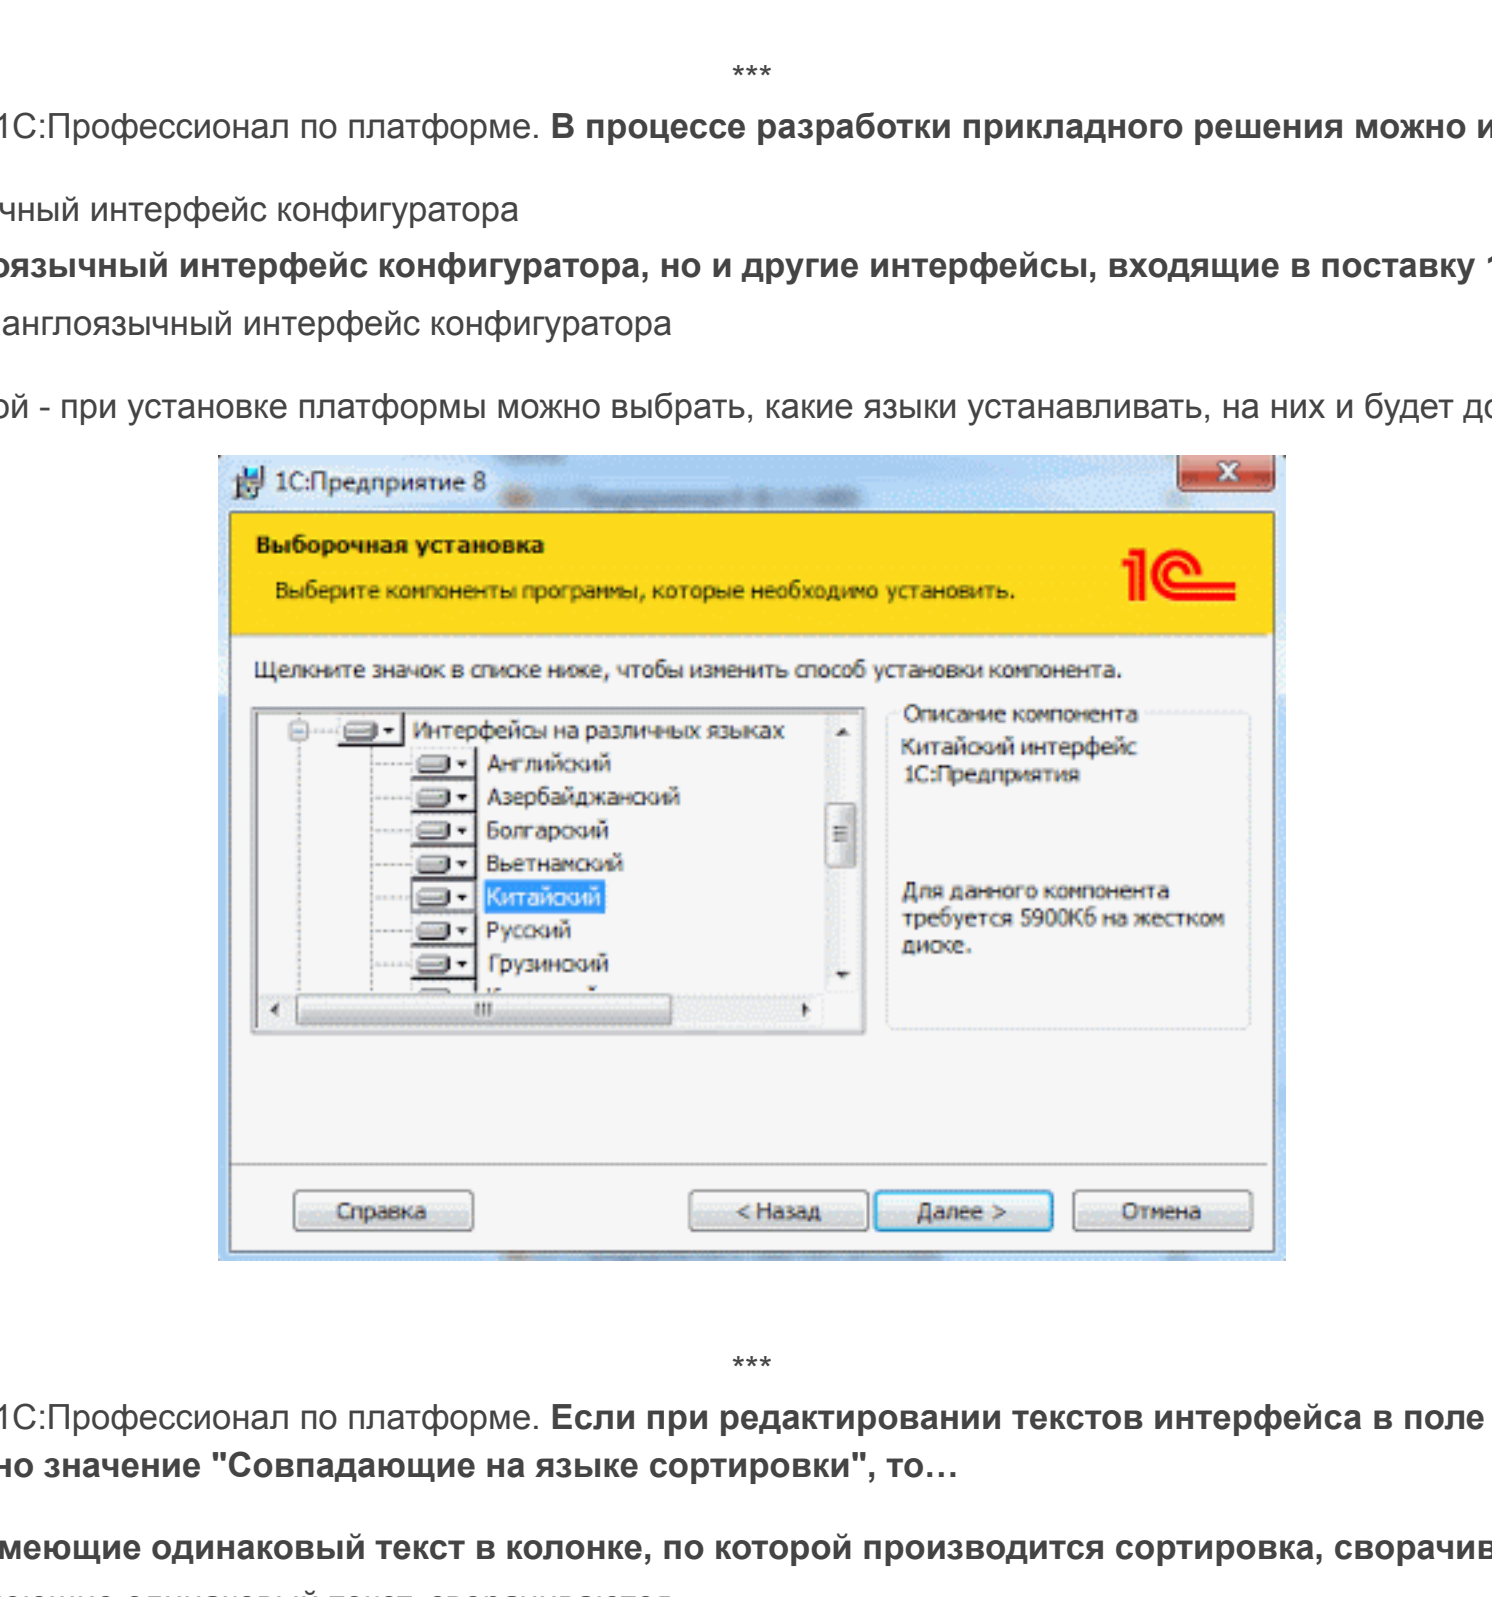 ***
1С:Профессионал по платформе. В процессе разработки прикладного решения можно и
чный интерфейс конфигуратора
оязычный интерфейс конфигуратора, но и другие интерфейсы, входящие в поставку 1
англоязычный интерфейс конфигуратора
ой - при установке платформы можно выбрать, какие языки устанавливать, на них и будет до
1С:Предприятие 8
Выборочная установка
Выберите компоненты программы, которые необходимо установить.
1С
Щелкните значок в списке ниже, чтобы изменить способ установки компонента.
Интерфейсы на различных языках
Английский
Азербайджанский
Болгарский
Вьетнамский
Китайский
Русский
Грузинский
Описание компонента
Китайский интерфейс
1С:Предприятия
Для данного компонента
требуется 5900Кб на жестком
диске.
Справка
< Назад
Далее >
Отмена
***
1С:Профессионал по платформе. Если при редактировании текстов интерфейса в поле
но значение "Совпадающие на языке сортировки", то…
меющие одинаковый текст в колонке, по которой производится сортировка, сворачив